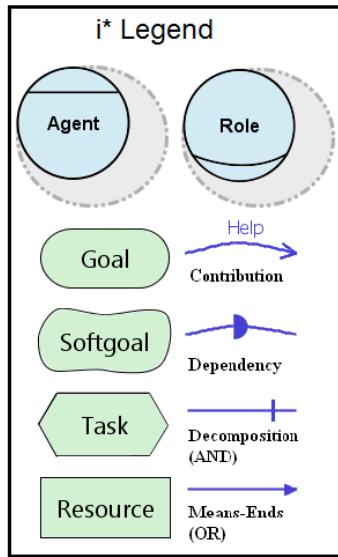 i* Legend
Agent
Role
Goal
Help
Contribution
Softgoal
Dependency
Task
Decomposition
(AND)
Resource
Means-Ends
(OR)